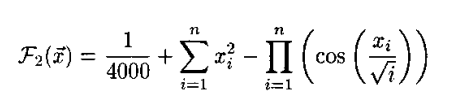 $\mathcal{F}_2(\vec{x}) = \frac{1}{4000} + \sum_{i=1}^{n} x_i^2 - \prod_{i=1}^{n} \left( \cos \left( \frac{x_i}{\sqrt{i}} \right) \right)$